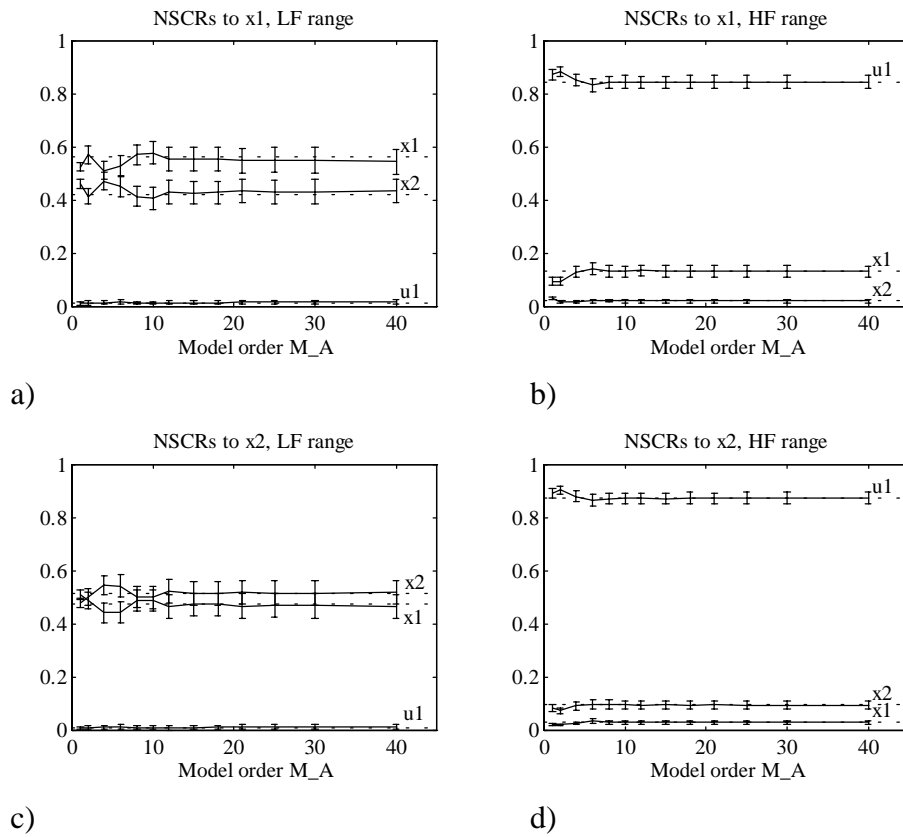 NSCRs to x1, LF range
1
0.8
0.6
0.4
0.2
0
x1
x2
u1
0 10 20 30 40
Model order M_A
a)
NSCRs to x1, HF range
1
0.8
0.6
0.4
0.2
0
u1
x1
x2
0 10 20 30 40
Model order M_A
b)
NSCRs to x2, LF range
1
0.8
0.6
0.4
0.2
0
x2
x1
u1
0 10 20 30 40
Model order M_A
c)
NSCRs to x2, HF range
1
0.8
0.6
0.4
0.2
0
u1
x2
x1
0 10 20 30 40
Model order M_A
d)